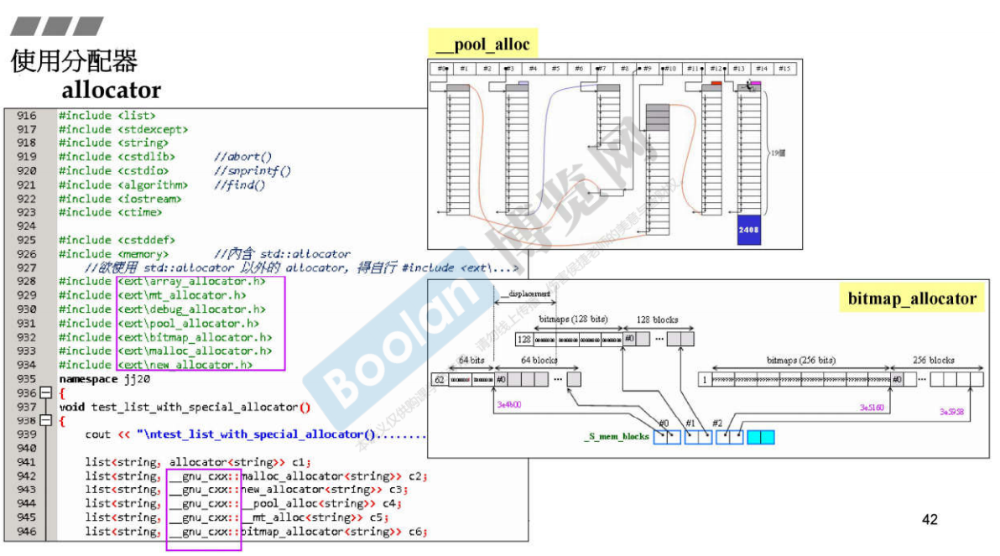 使用分配器
allocator
916 #include <list>
917 #include <stdexcept>
918 #include <string>
919 #include <cstdlib> //abort()
920 #include <cstdio> //snprintf()
921 #include <algorithm> //find()
922 #include <iostream>
923 #include <ctime>
924
925 #include <cstddef>
926 #include <memory> //內含 std::allocator
927 //欲使用 std::allocator 以外的 allocator, 得自行 #include <ext\...>
928 #include <ext\array_allocator.h>
929 #include <ext\mt_allocator.h>
930 #include <ext\debug_allocator.h>
931 #include <ext\pool_allocator.h>
932 #include <ext\bitmap_allocator.h>
933 #include <ext\malloc_allocator.h>
934 #include <ext\new_allocator.h>
935 namespace jj20
936 {
937 void test_list_with_special_allocator()
938 {
939 cout << "\ntest_list_with_special_allocator().........
940
941 list<string, allocator<string>> c1;
942 list<string, __gnu_cxx::malloc_allocator<string>> c2;
943 list<string, __gnu_cxx::new_allocator<string>> c3;
944 list<string, __gnu_cxx::__pool_alloc<string>> c4;
945 list<string, __gnu_cxx::__mt_alloc<string>> c5;
946 list<string, __gnu_cxx::bitmap_allocator<string>> c6;
__pool_alloc
#0 #1 #2 #3 #4 #5 #6 #7 #8 #9 #10 #11 #12 #13 #14 #15
19個
2408
bitmap_allocator
__displacement
bitmaps (128 bits) 128 blocks
128 #0 ...
64 bits 64 blocks bitmaps (256 bits) 256 blocks
62 #0 ... 1 #0 ...
3e4b00 3e5160 3e5958
#0 #1 #2
_S_mem_blocks
Boolan 博览网
42